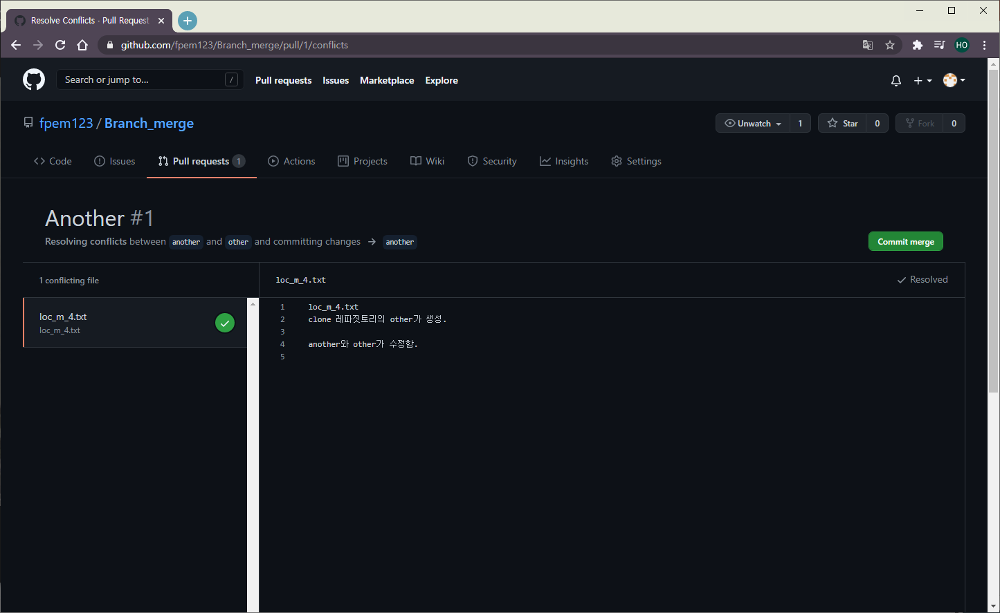 Resolve Conflicts · Pull Request
github.com/fpem123/Branch_merge/pull/1/conflicts
HO
Search or jump to...
/
Pull requests
Issues
Marketplace
Explore
fpem123 / Branch_merge
Unwatch
1
Star
0
Fork
0
Code
Issues
Pull requests 1
Actions
Projects
Wiki
Security
Insights
Settings
Another #1
Resolving conflicts between another and other and committing changes → another
Commit merge
1 conflicting file
loc_m_4.txt
loc_m_4.txt
loc_m_4.txt
Resolved
1 loc_m_4.txt
2 clone 레파짓토리의 other가 생성.
3
4 another와 other가 수정함.
5